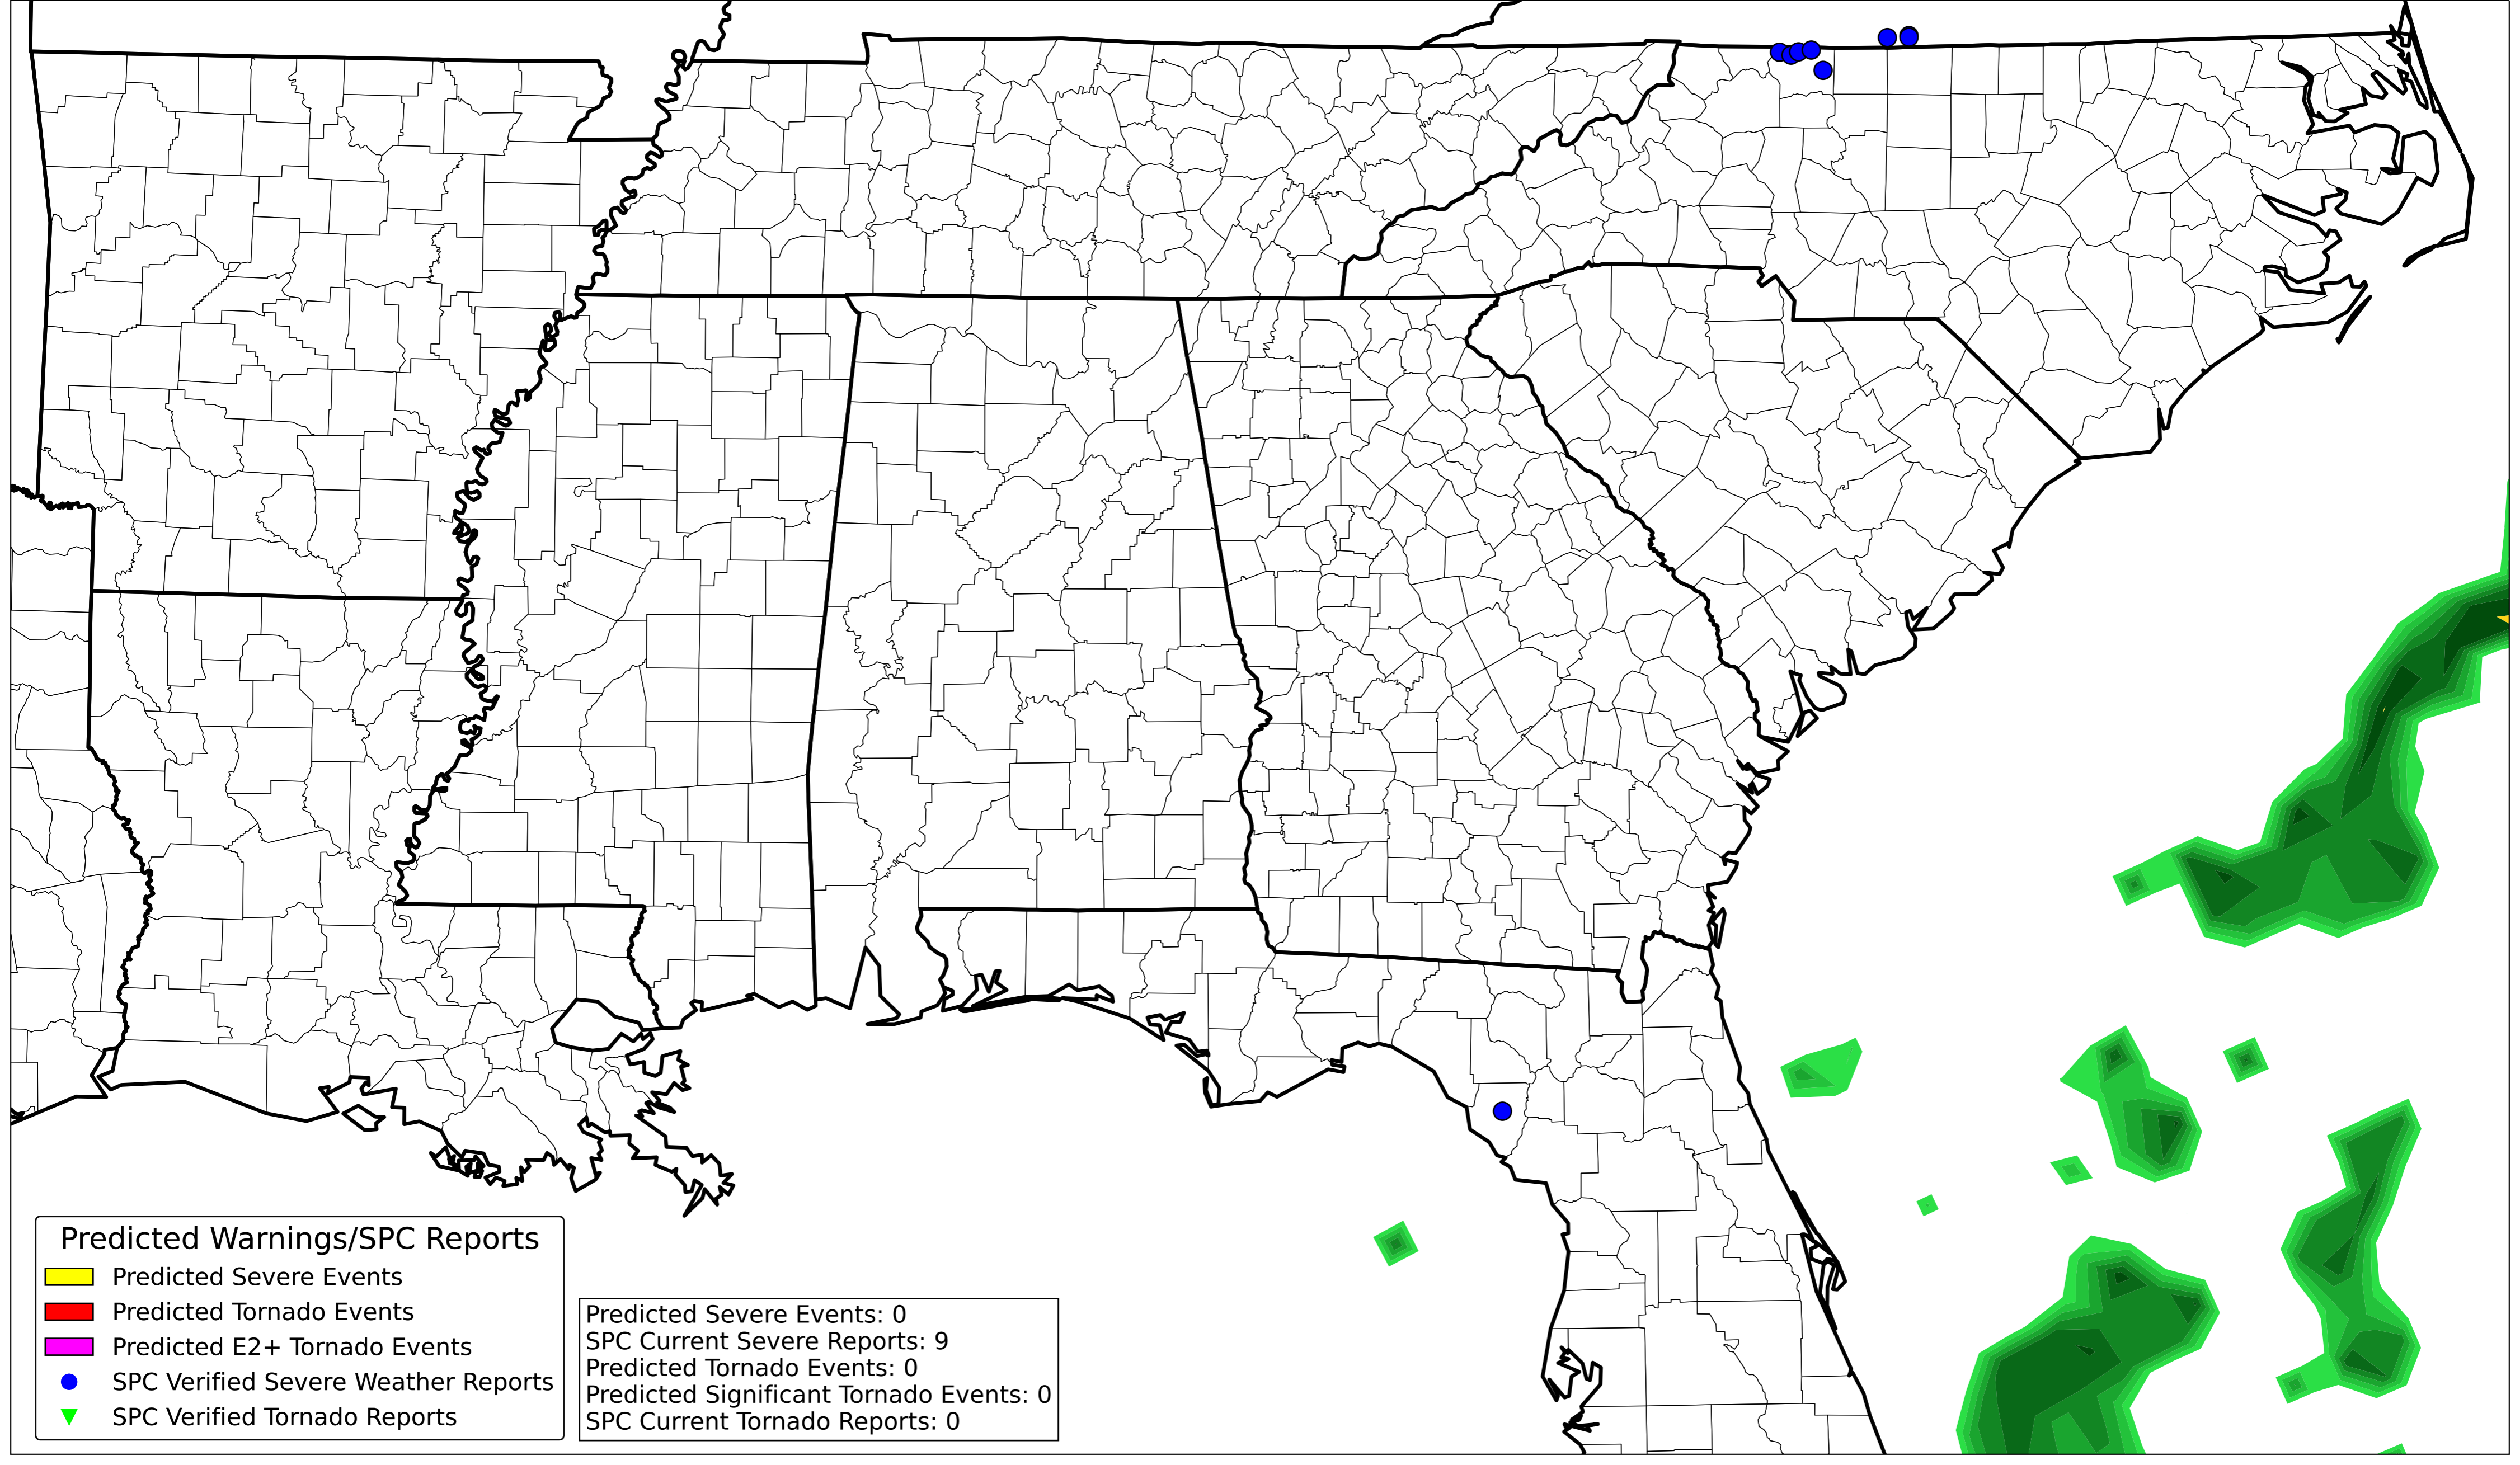 Predicted Warnings/SPC Reports
Predicted Severe Events
Predicted Tornado Events
Predicted E2+ Tornado Events
SPC Verified Severe Weather Reports
SPC Verified Tornado Reports
Predicted Severe Events: 0
SPC Current Severe Reports: 9
Predicted Tornado Events: 0
Predicted Significant Tornado Events: 0
SPC Current Tornado Reports: 0